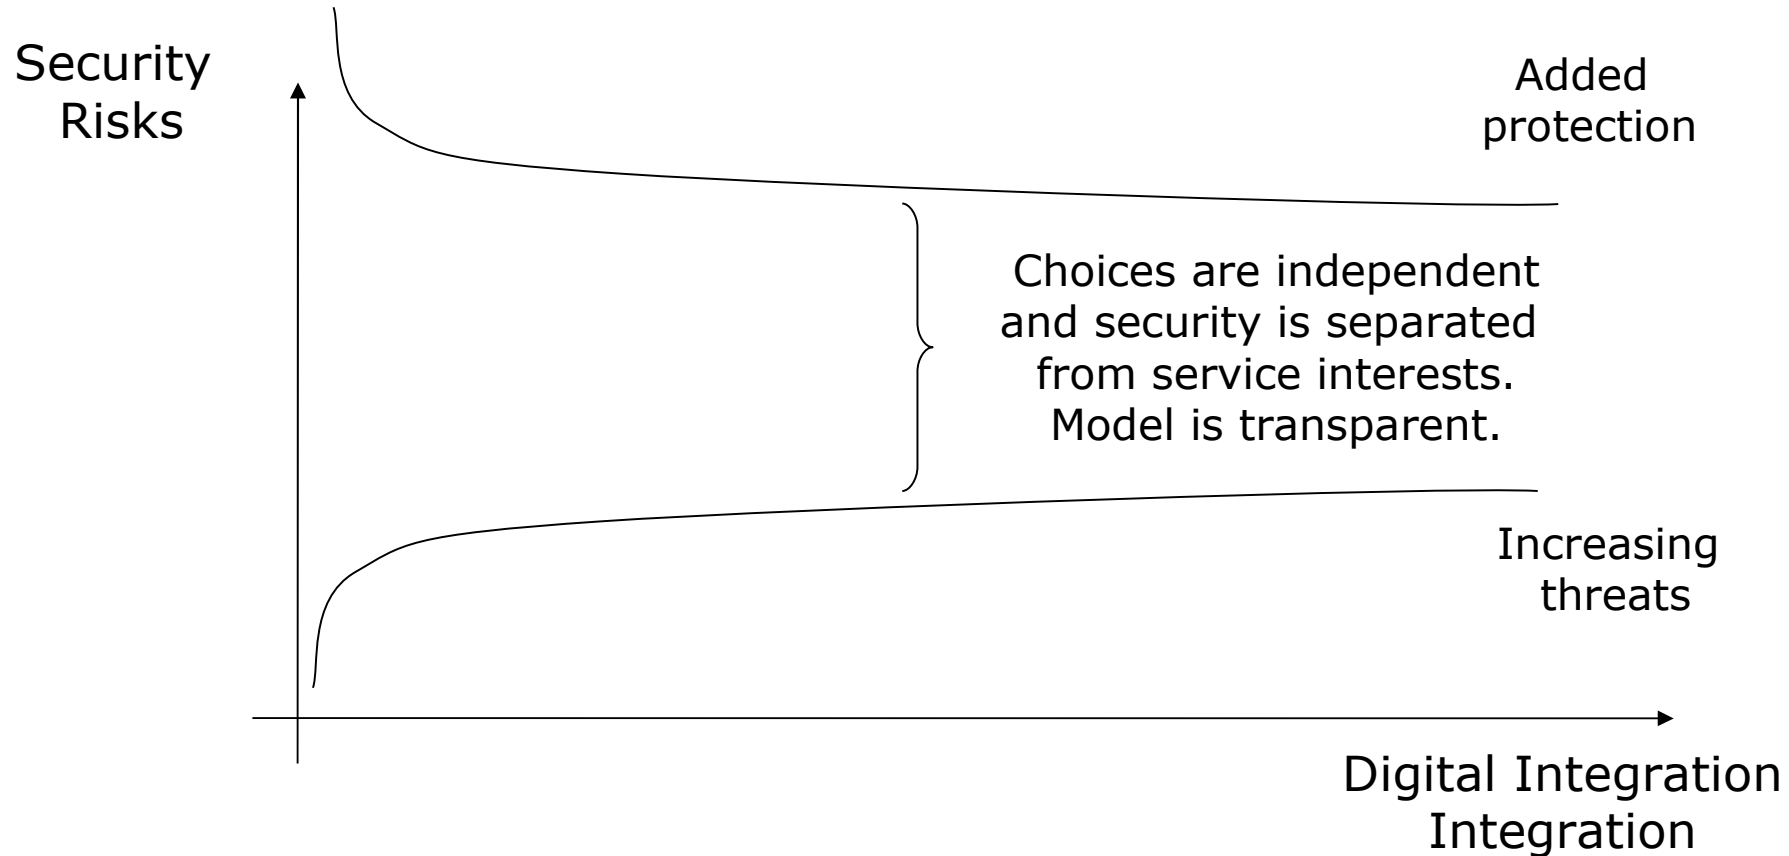 Security
Risks
Added
protection
Choices are independent
and security is separated
from service interests.
Model is transparent.
Increasing
threats
Digital Integration
Integration